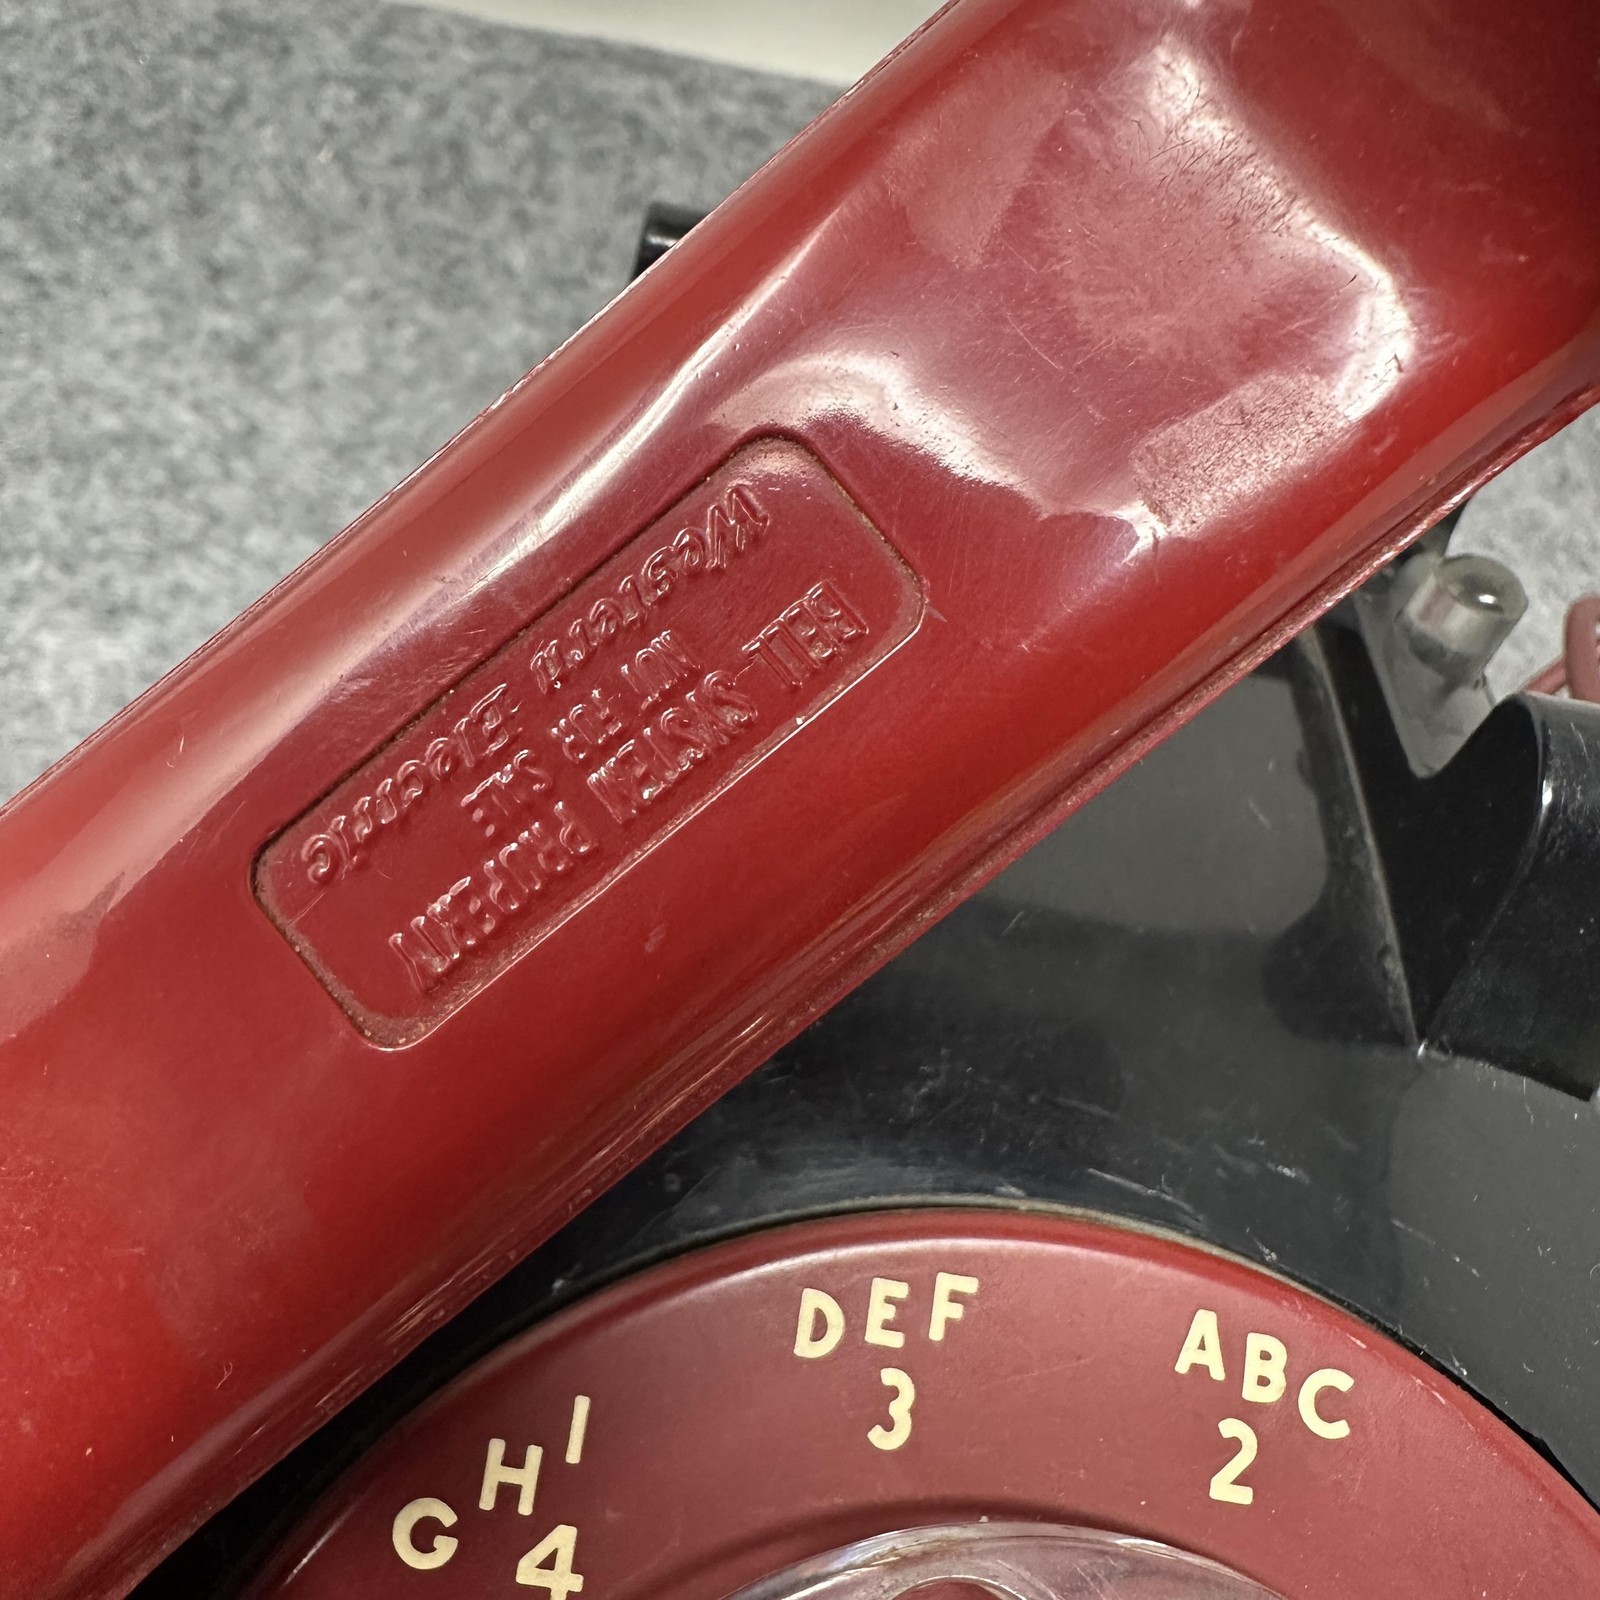 BELL SYSTEM PROPERTY
NOT FOR SALE
Western Electric
GHI
4
DEF
3
ABC
2